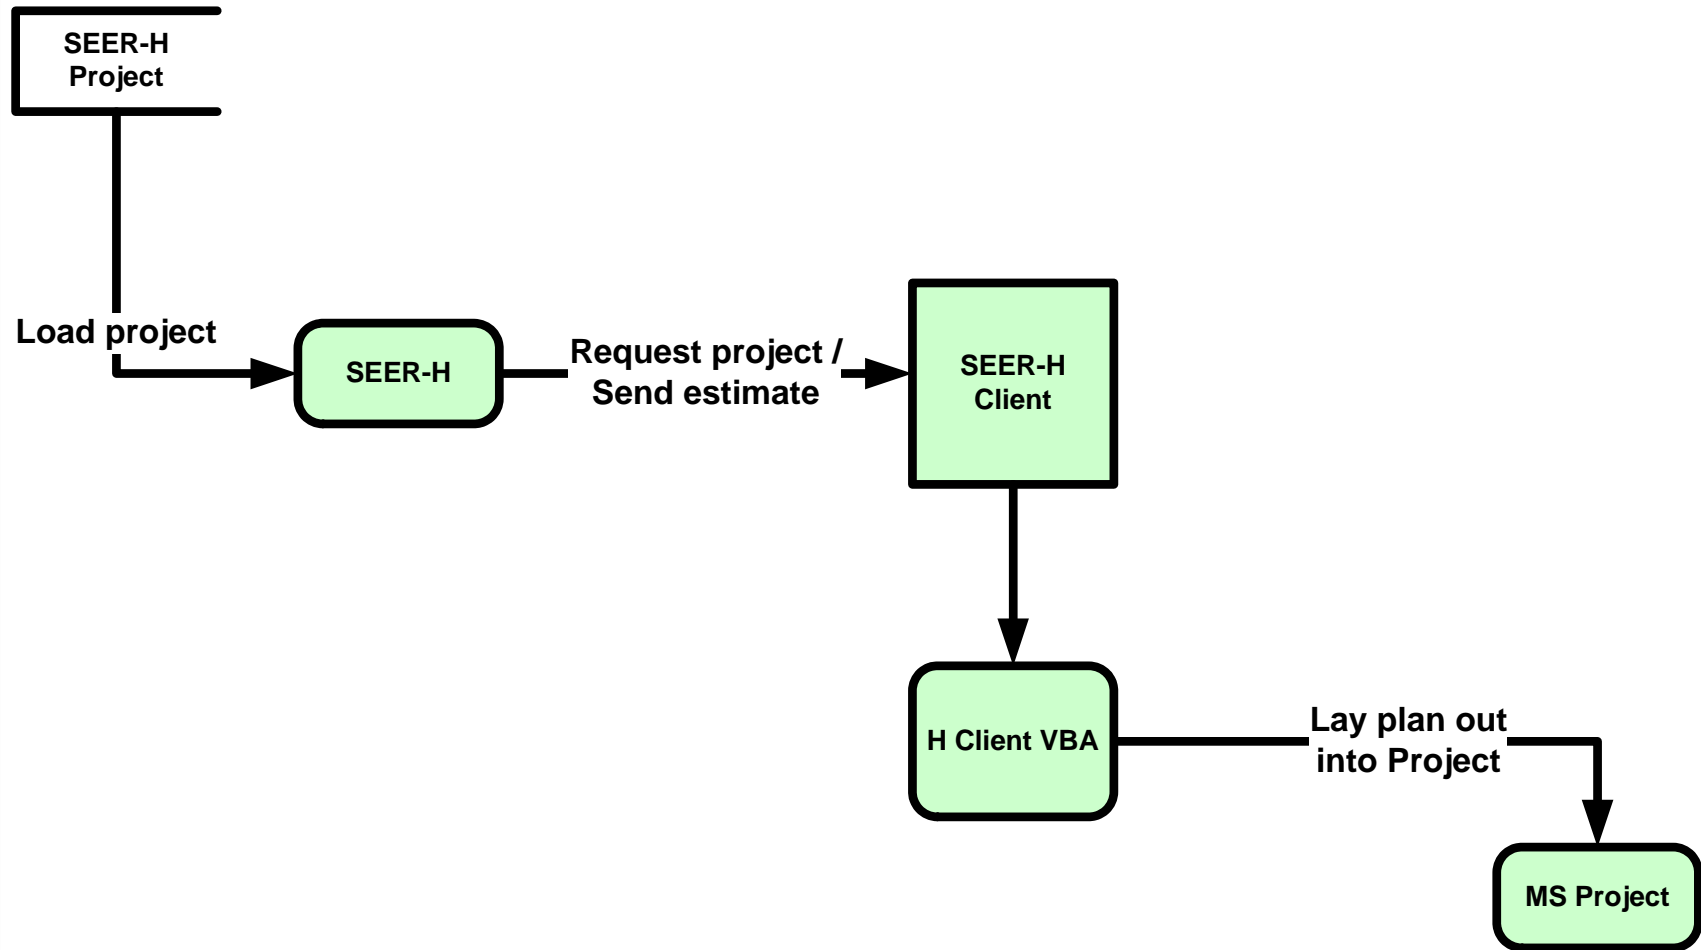 SEER-H
Project
Load project
SEER-H
Request project /
Send estimate
SEER-H
Client
H Client VBA
Lay plan out
into Project
MS Project